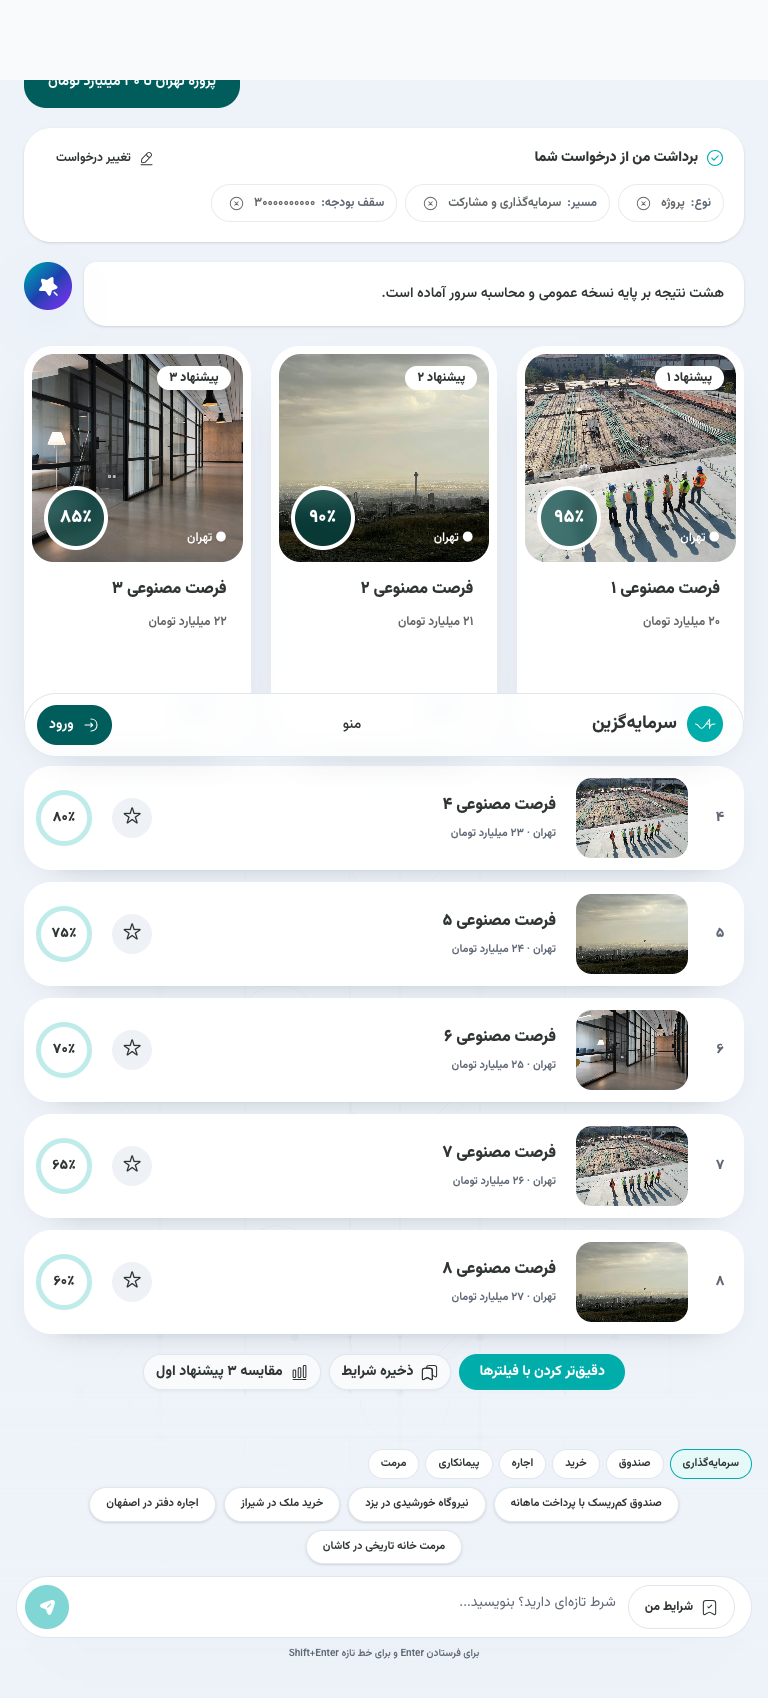 پروژه تهران تا ۳۰ میلیارد تومان
برداشت من از درخواست شما
تغییر درخواست
نوع: پروژه
مسیر: سرمایه‌گذاری و مشارکت
سقف بودجه: ۳۰۰۰۰۰۰۰۰۰۰
هشت نتیجه بر پایه نسخه عمومی و محاسبه سرور آماده است.
پیشنهاد ۱
۹۵٪
تهران
فرصت مصنوعی ۱
۲۰ میلیارد تومان
پیشنهاد ۲
۹۰٪
تهران
فرصت مصنوعی ۲
۲۱ میلیارد تومان
پیشنهاد ۳
۸۵٪
تهران
فرصت مصنوعی ۳
۲۲ میلیارد تومان
سرمایه‌گزین
منو
ورود
۴
فرصت مصنوعی ۴
تهران · ۲۳ میلیارد تومان
۸۰٪
۵
فرصت مصنوعی ۵
تهران · ۲۴ میلیارد تومان
۷۵٪
۶
فرصت مصنوعی ۶
تهران · ۲۵ میلیارد تومان
۷۰٪
۷
فرصت مصنوعی ۷
تهران · ۲۶ میلیارد تومان
۶۵٪
۸
فرصت مصنوعی ۸
تهران · ۲۷ میلیارد تومان
۶۰٪
دقیق‌تر کردن با فیلترها
ذخیره شرایط
مقایسه ۳ پیشنهاد اول
سرمایه‌گذاری
صندوق
خرید
اجاره
پیمانکاری
مرمت
صندوق کم‌ریسک با پرداخت ماهانه
نیروگاه خورشیدی در یزد
خرید ملک در شیراز
اجاره دفتر در اصفهان
مرمت خانه تاریخی در کاشان
شرایط من
شرط تازه‌ای دارید؟ بنویسید...
برای فرستادن Enter و برای خط تازه Shift+Enter